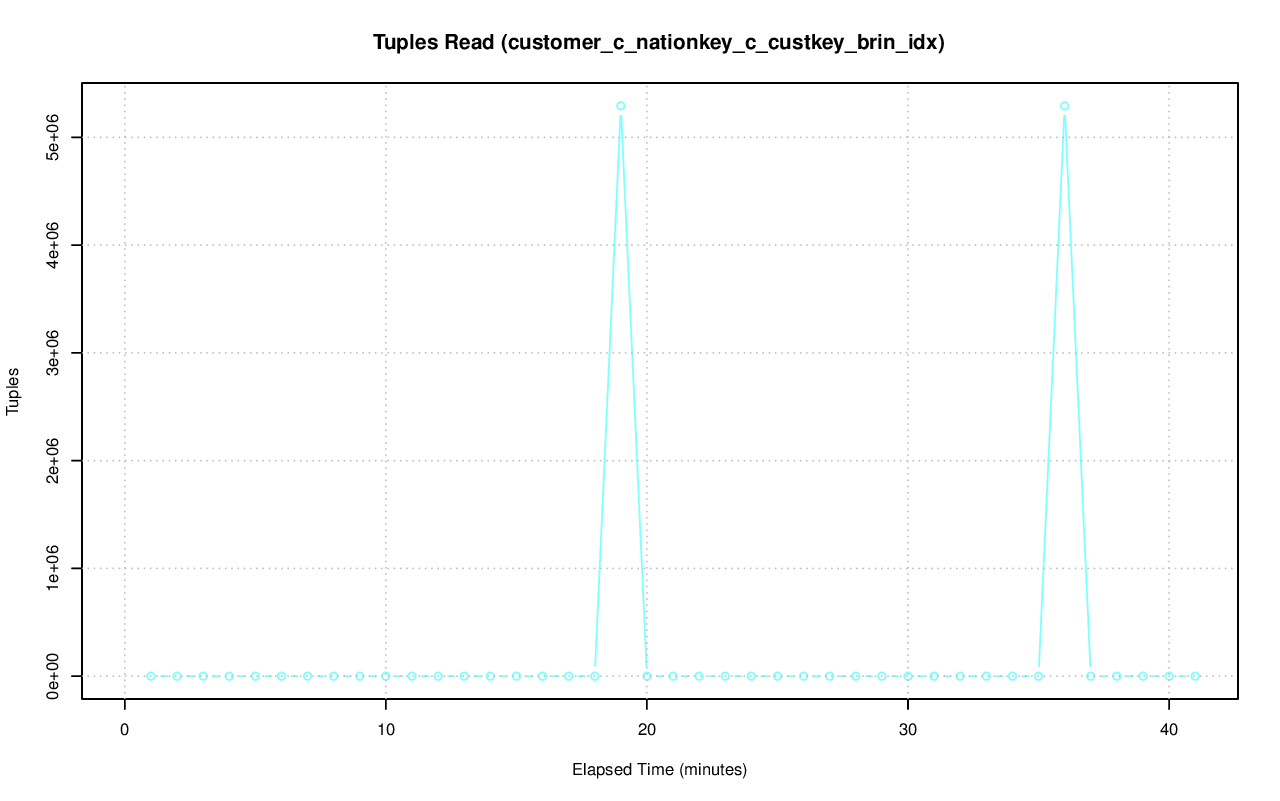 Tuples Read (customer_c_nationkey_c_custkey_brin_idx)
5e+06
4e+06
3e+06
2e+06
1e+06
0e+00
Tuples
0 10 20 30 40
Elapsed Time (minutes)